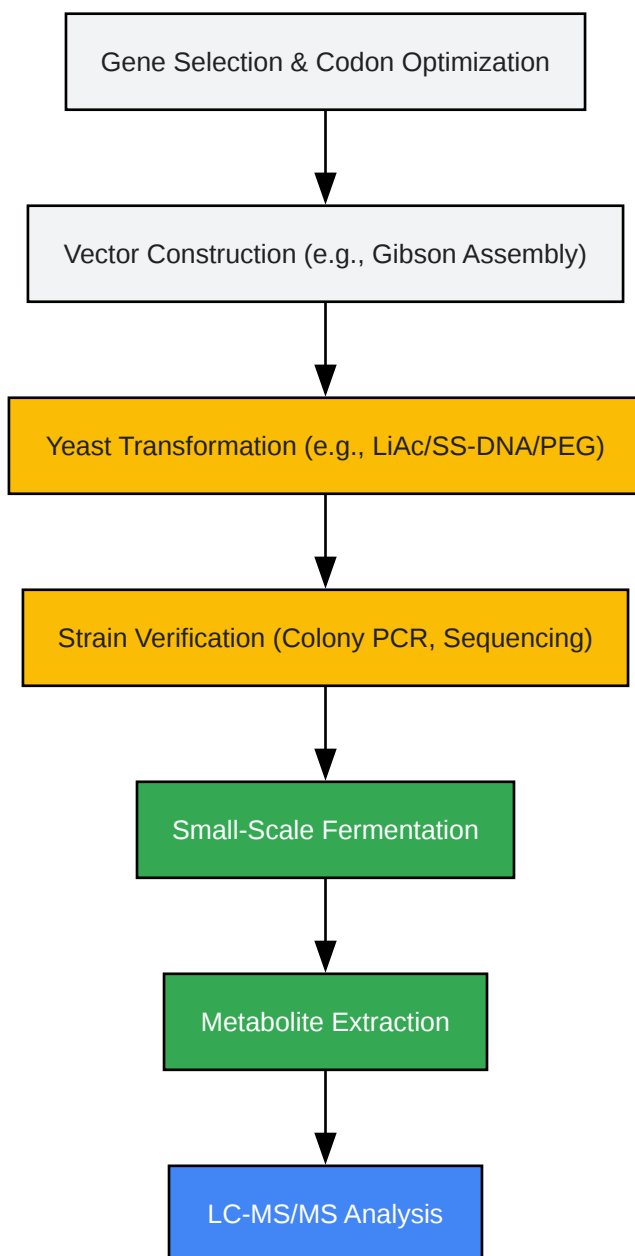 Gene Selection & Codon Optimization
Vector Construction (e.g., Gibson Assembly)
Yeast Transformation (e.g., LiAc/SS-DNA/PEG)
Strain Verification (Colony PCR, Sequencing)
Small-Scale Fermentation
Metabolite Extraction
LC-MS/MS Analysis